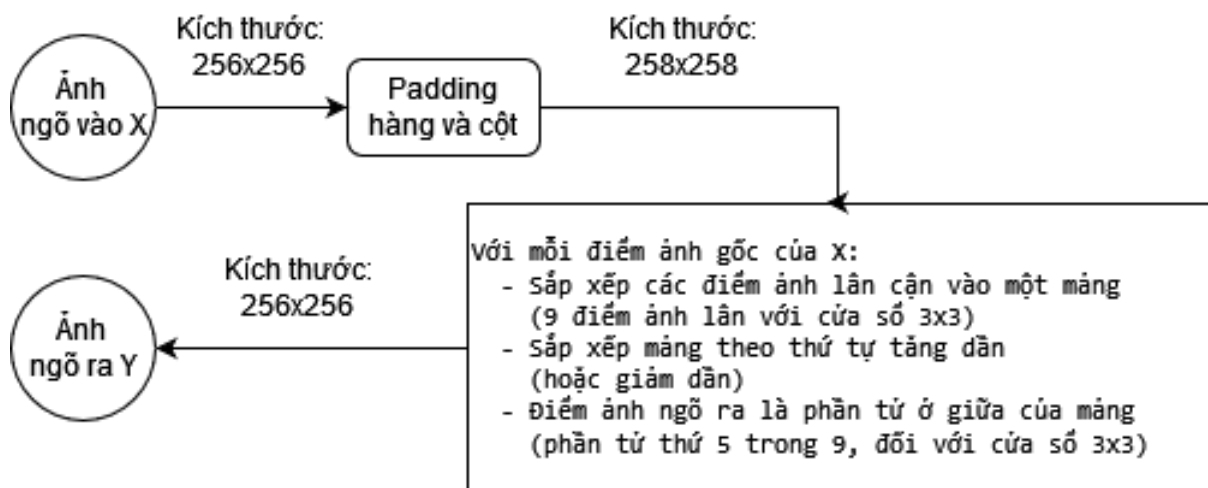 Kích thước:
256x256
Kích thước:
258x258
Ảnh
ngõ vào X
Padding
hàng và cột
Với mỗi điểm ảnh gốc của X:
- Sắp xếp các điểm ảnh lân cận vào một mảng
(9 điểm ảnh lân với cửa sổ 3x3)
- Sắp xếp mảng theo thứ tự tăng dần
(hoặc giảm dần)
- Điểm ảnh ngõ ra là phần tử ở giữa của mảng
(phần tử thứ 5 trong 9, đối với cửa sổ 3x3)
Kích thước:
256x256
Ảnh
ngõ ra Y